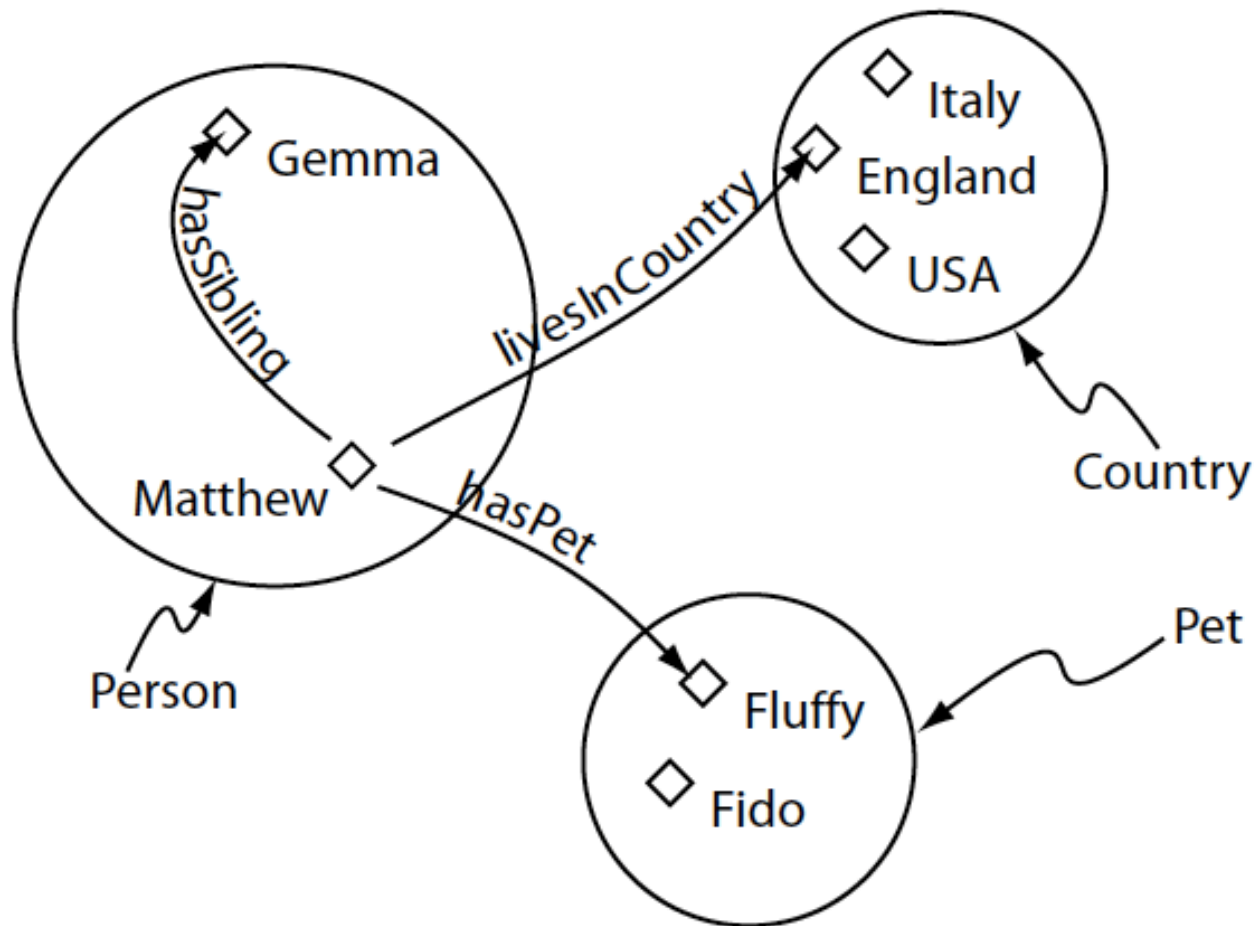 Italy
Gemma
England
hasSibling
livesInCountry
USA
Matthew
hasPet
Country
Pet
Person
Fluffy
Fido